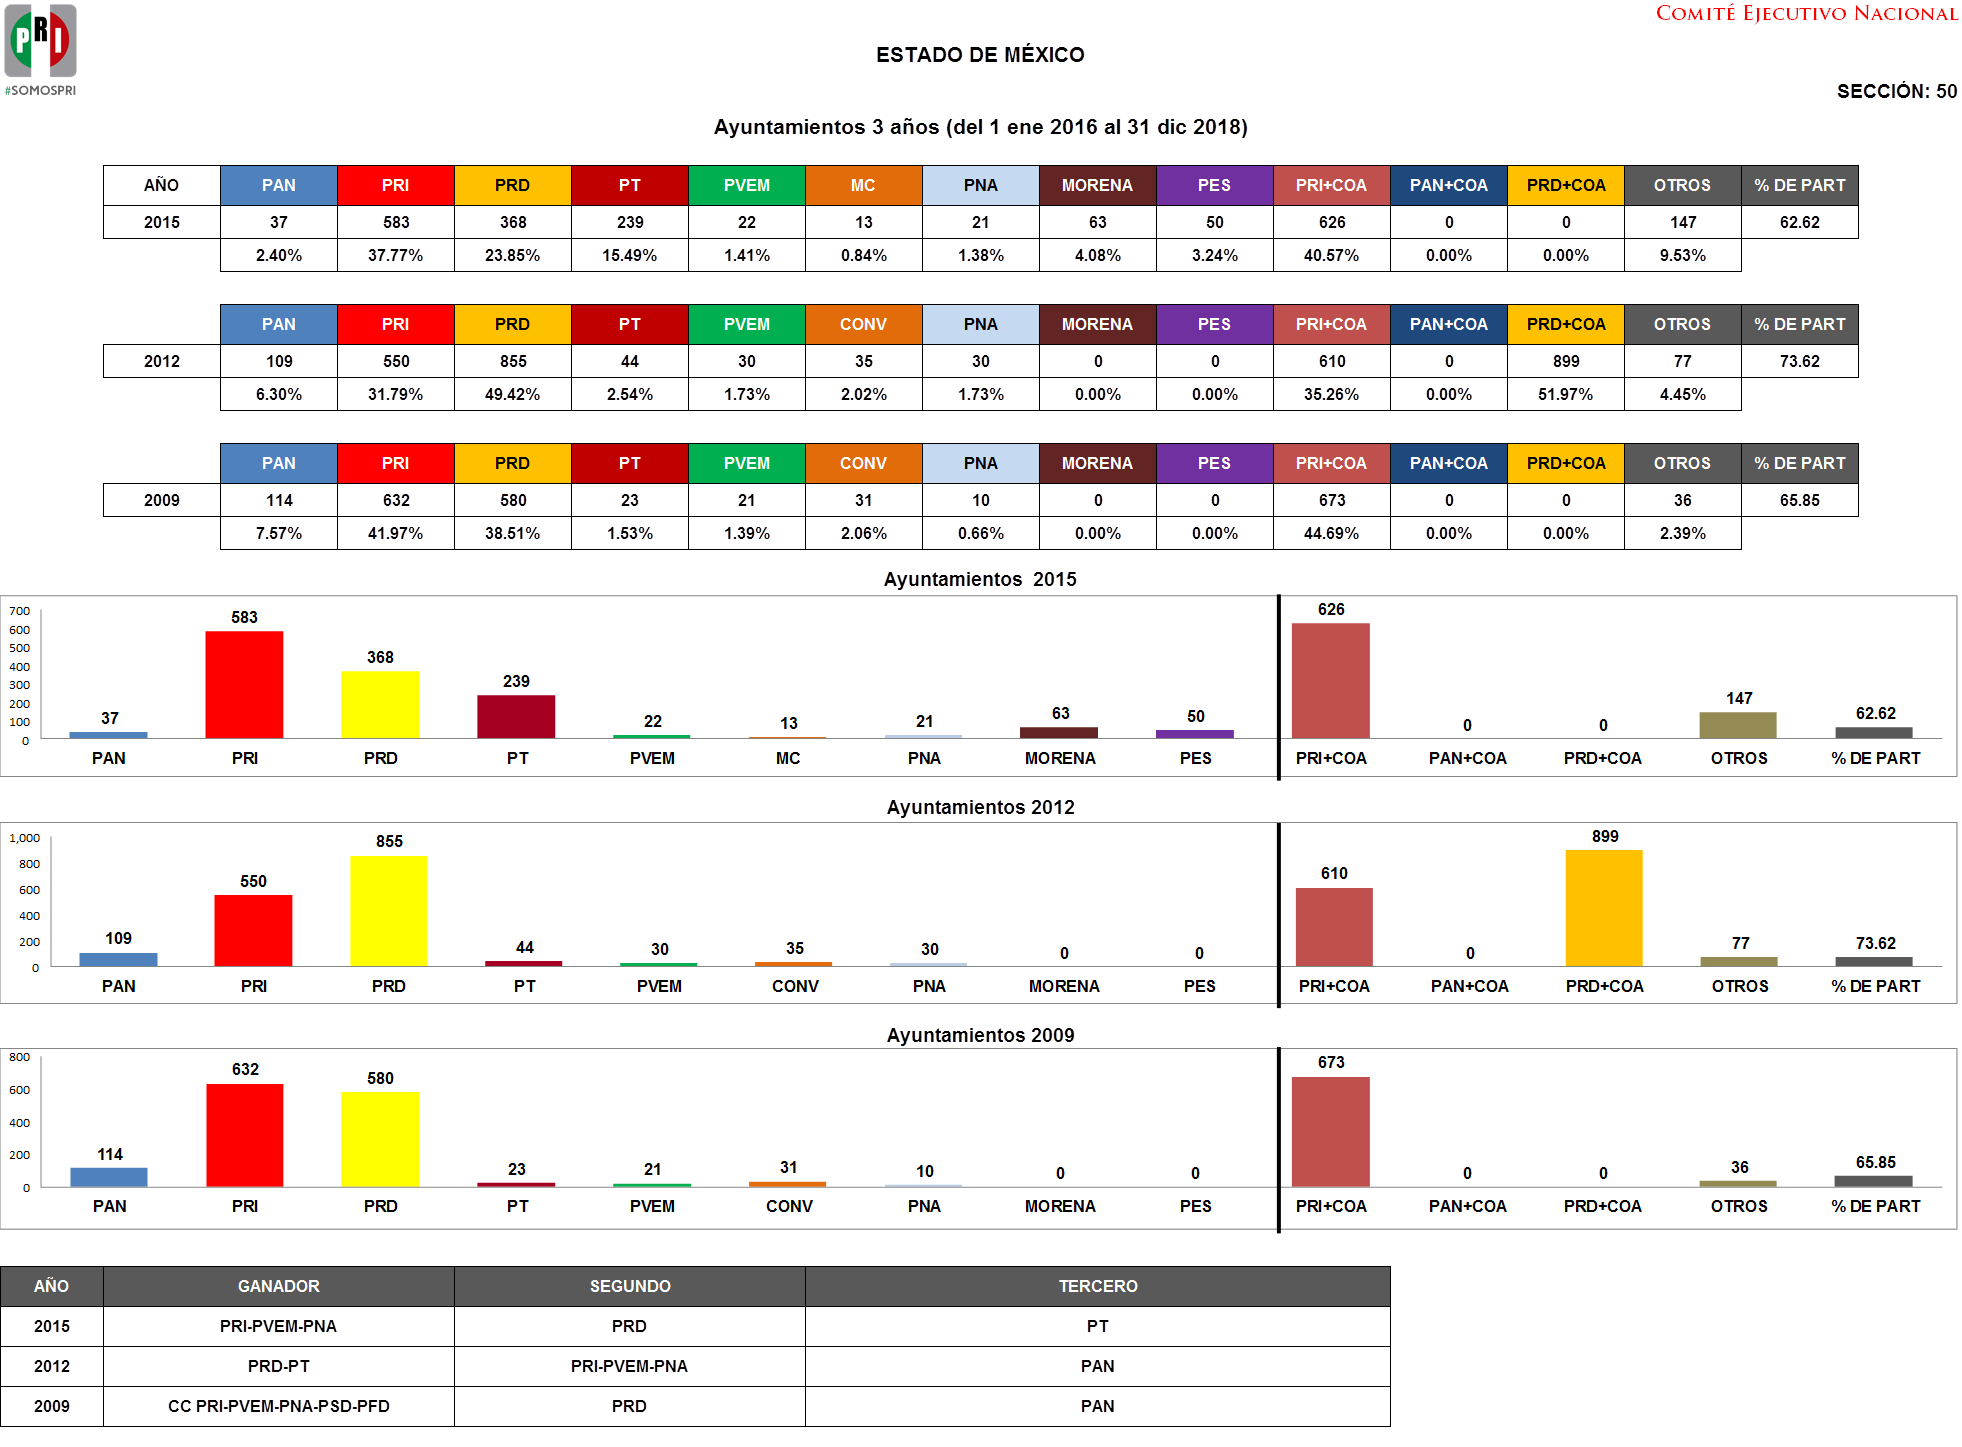 PRI
#SOMOSPRI
COMITÉ EJECUTIVO NACIONAL
ESTADO DE MÉXICO
SECCIÓN: 50
Ayuntamientos 3 años (del 1 ene 2016 al 31 dic 2018)
AÑO PAN PRI PRD PT PVEM MC PNA MORENA PES PRI+COA PAN+COA PRD+COA OTROS % DE PART
2015 37 583 368 239 22 13 21 63 50 626 0 0 147 62.62
2.40% 37.77% 23.85% 15.49% 1.41% 0.84% 1.38% 4.08% 3.24% 40.57% 0.00% 0.00% 9.53%
PAN PRI PRD PT PVEM CONV PNA MORENA PES PRI+COA PAN+COA PRD+COA OTROS % DE PART
2012 109 550 855 44 30 35 30 0 0 610 0 899 77 73.62
6.30% 31.79% 49.42% 2.54% 1.73% 2.02% 1.73% 0.00% 0.00% 35.26% 0.00% 51.97% 4.45%
PAN PRI PRD PT PVEM CONV PNA MORENA PES PRI+COA PAN+COA PRD+COA OTROS % DE PART
2009 114 632 580 23 21 31 10 0 0 673 0 0 36 65.85
7.57% 41.97% 38.51% 1.53% 1.39% 2.06% 0.66% 0.00% 0.00% 44.69% 0.00% 0.00% 2.39%
Ayuntamientos 2015
700
600
500
400
300
200
100
0
37 583 368 239 22 13 21 63 50 626 0 0 147 62.62
PAN PRI PRD PT PVEM MC PNA MORENA PES PRI+COA PAN+COA PRD+COA OTROS % DE PART
Ayuntamientos 2012
1,000
800
600
400
200
0
109 550 855 44 30 35 30 0 0 610 0 899 77 73.62
PAN PRI PRD PT PVEM CONV PNA MORENA PES PRI+COA PAN+COA PRD+COA OTROS % DE PART
Ayuntamientos 2009
800
600
400
200
0
114 632 580 23 21 31 10 0 0 673 0 0 36 65.85
PAN PRI PRD PT PVEM CONV PNA MORENA PES PRI+COA PAN+COA PRD+COA OTROS % DE PART
AÑO GANADOR SEGUNDO TERCERO
2015 PRI-PVEM-PNA PRD PT
2012 PRD-PT PRI-PVEM-PNA PAN
2009 CC PRI-PVEM-PNA-PSD-PFD PRD PAN